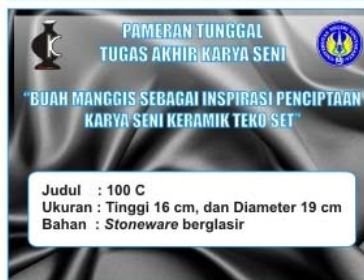 PAMERAN TUNGGAL
TUGAS AKHIR KARYA SENI
"BUAH MANGGIS SEBAGAI INSPIRASI PENCIPTAAN
KARYA SENI KERAMIK TEKO SET"
Judul : 100 C
Ukuran : Tinggi 16 cm, dan Diameter 19 cm
Bahan : Stoneware berglasir